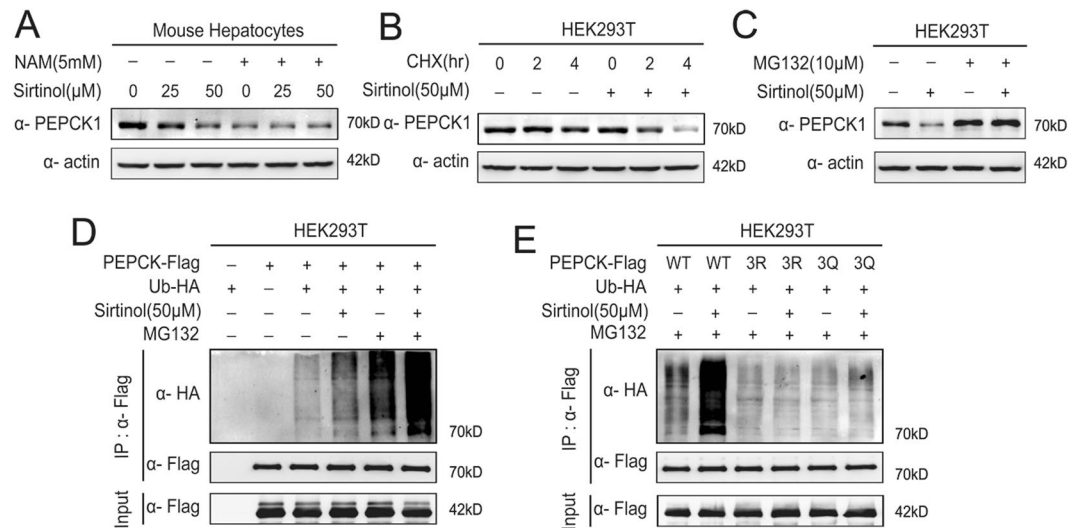 A
Mouse Hepatocytes
NAM(5mM) – – – + + +
Sirtinol(μM) 0 25 50 0 25 50
α- PEPCK1 70kD
α- actin 42kD
B
HEK293T
CHX(hr) 0 2 4 0 2 4
Sirtinol(50μM) – – – + + +
α- PEPCK1 70kD
α- actin 42kD
C
HEK293T
MG132(10μM) – – + +
Sirtinol(50μM) – + – +
α- PEPCK1 70kD
α- actin 42kD
D
HEK293T
PEPCK-Flag – + + + + +
Ub-HA + – + + + +
Sirtinol(50μM) – – – + – +
MG132 – – – – + +
IP : α- Flag
α- HA 70kD
α- Flag 70kD
Input
α- Flag 42kD
E
HEK293T
PEPCK-Flag WT WT 3R 3R 3Q 3Q
Ub-HA + + + + + +
Sirtinol(50μM) – + – + – +
MG132 + + + + + +
IP : α- Flag
α- HA 70kD
α- Flag 70kD
Input
α- Flag 42kD